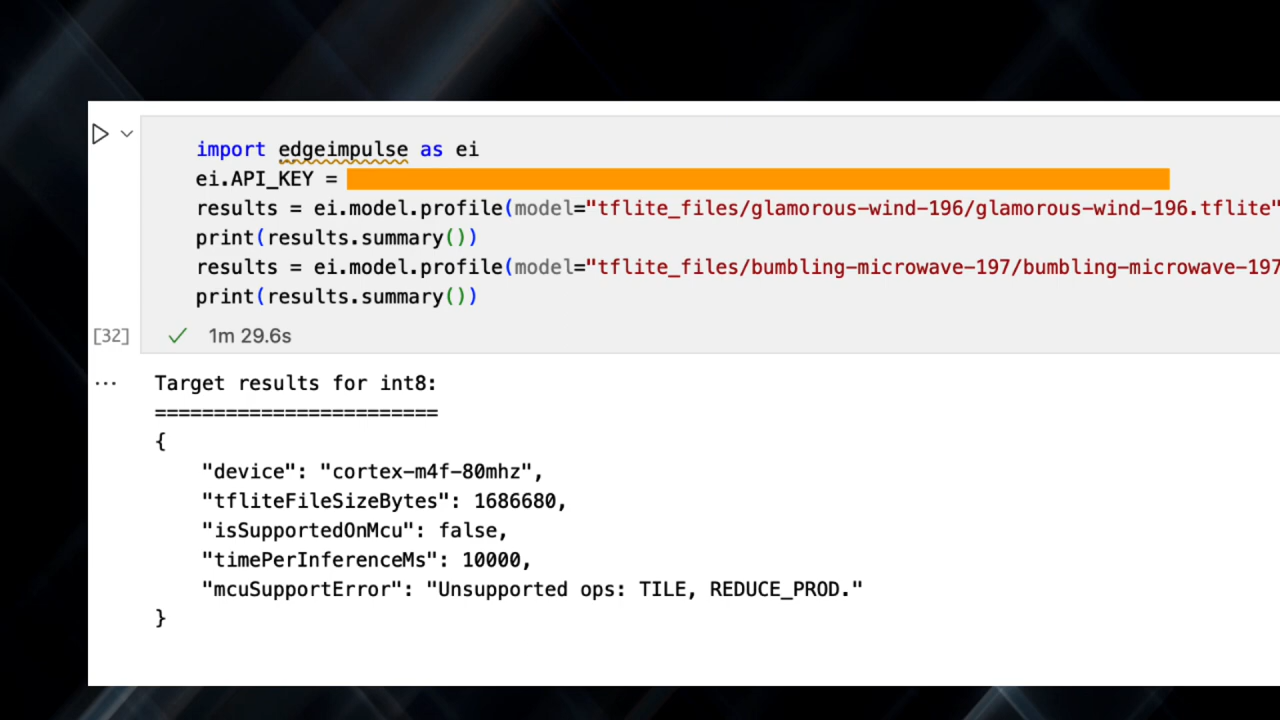 import edgeimpulse as ei
ei.API_KEY =
results = ei.model.profile(model="tflite_files/glamorous-wind-196/glamorous-wind-196.tflite"
print(results.summary())
results = ei.model.profile(model="tflite_files/bumbling-microwave-197/bumbling-microwave-197
print(results.summary())
[32] ✓ 1m 29.6s
... Target results for int8:
========================
{
    "device": "cortex-m4f-80mhz",
    "tfliteFileSizeBytes": 1686680,
    "isSupportedOnMcu": false,
    "timePerInferenceMs": 10000,
    "mcuSupportError": "Unsupported ops: TILE, REDUCE_PROD."
}